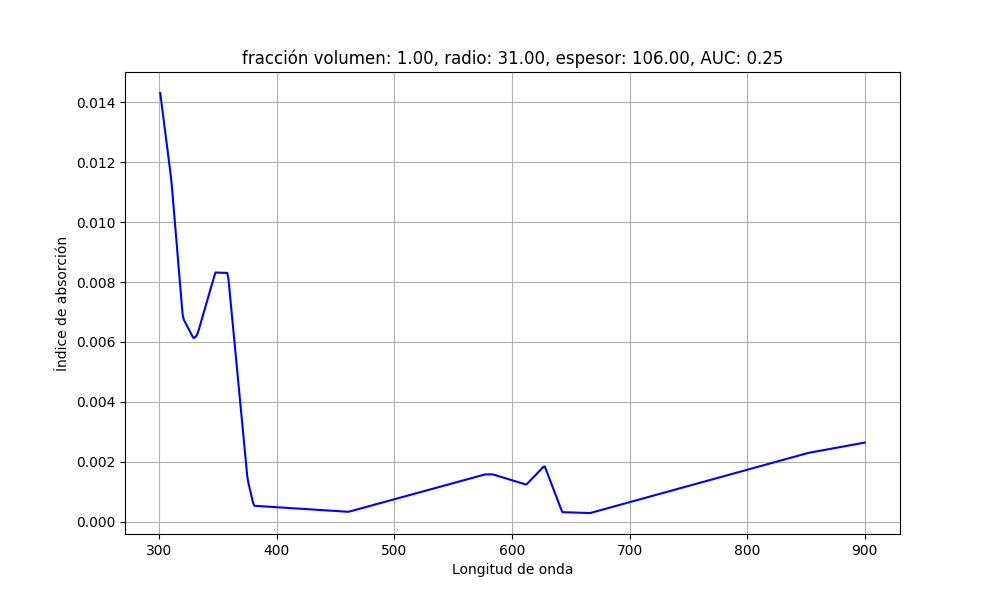 fracción volumen: 1.00, radio: 31.00, espesor: 106.00, AUC: 0.25
Índice de absorción
0.014
0.012
0.010
0.008
0.006
0.004
0.002
0.000
300 400 500 600 700 800 900
Longitud de onda